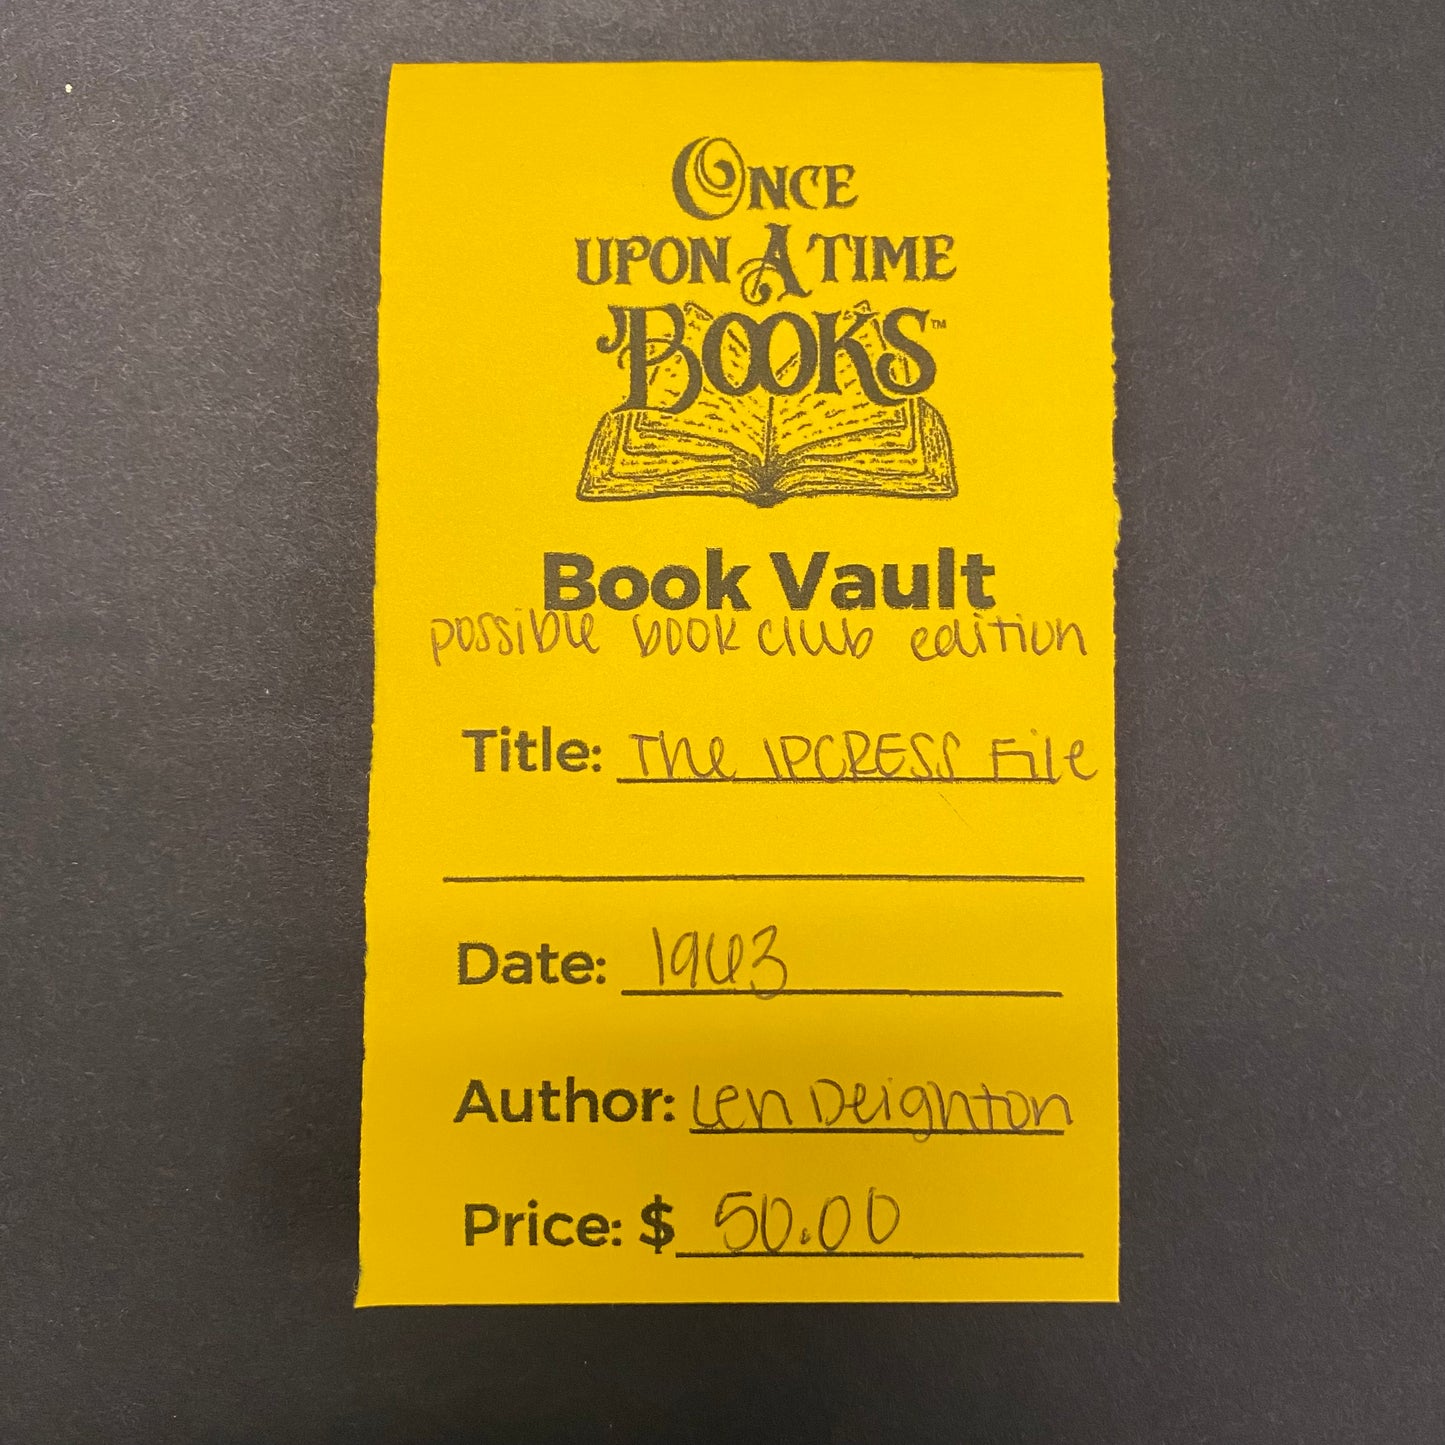 ONCE
UPON A TIME
BOOKS™
Book Vault
possible book club edition
Title: The IPCRESS File
Date: 1963
Author: Len Deighton
Price: $ 50.00